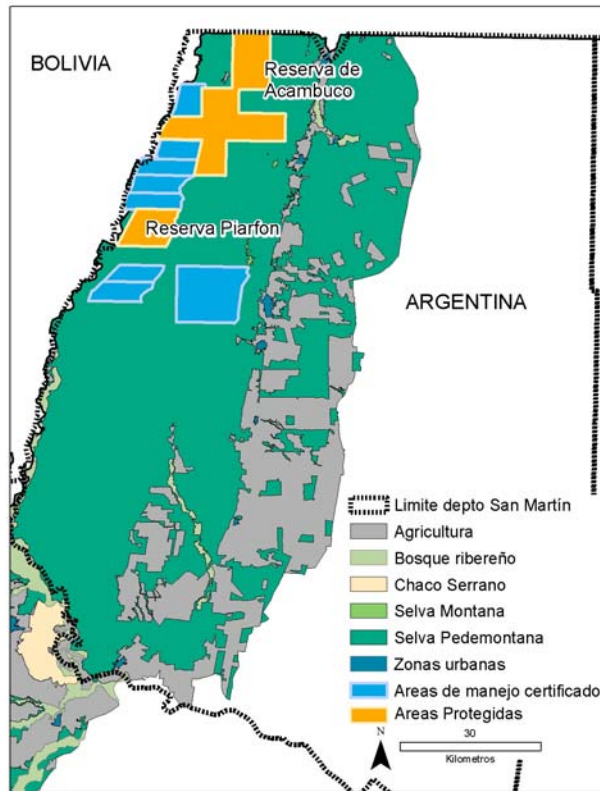 BOLIVIA
Reserva de
Acambuco
Reserva Piarfon
ARGENTINA
Limite depto San Martín
Agricultura
Bosque ribereño
Chaco Serrano
Selva Montana
Selva Pedemontana
Zonas urbanas
Areas de manejo certificado
Areas Protegidas
N
30
Kilometros